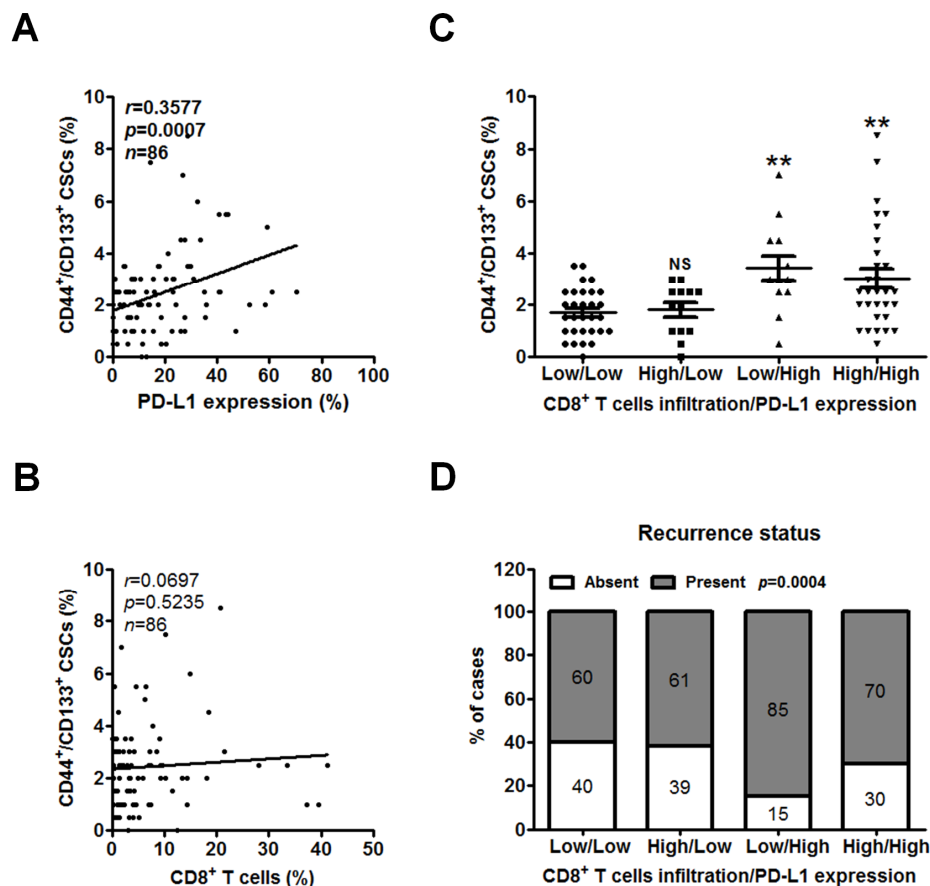 A
r=0.3577
p=0.0007
n=86
CD44+/CD133+ CSCs (%)
10
8
6
4
2
0
0 20 40 60 80 100
PD-L1 expression (%)
C
CD44+/CD133+ CSCs (%)
10
8
6
4
2
0
NS
**
**
Low/Low High/Low Low/High High/High
CD8+ T cells infiltration/PD-L1 expression
B
r=0.0697
p=0.5235
n=86
CD44+/CD133+ CSCs (%)
10
8
6
4
2
0
0 10 20 30 40 50
CD8+ T cells (%)
D
Recurrence status
Absent Present p=0.0004
% of cases
120
100
80
60
40
20
0
60 61 85 70
40 39 15 30
Low/Low High/Low Low/High High/High
CD8+ T cells infiltration/PD-L1 expression